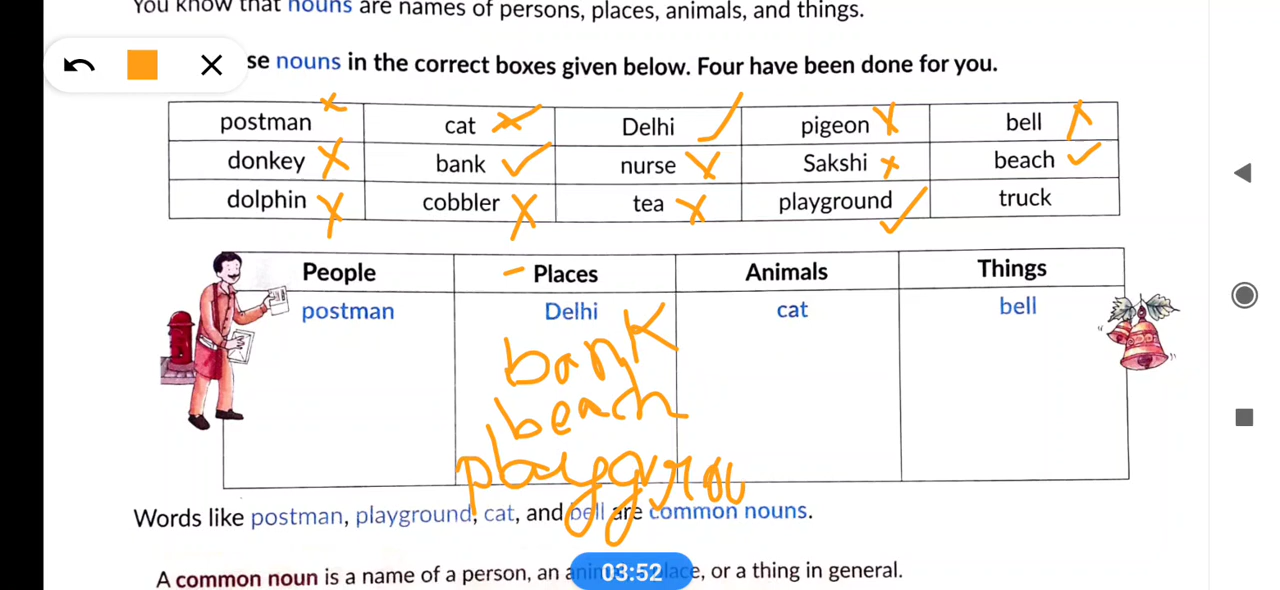 You know that nouns are names of persons, places, animals, and things.
se nouns in the correct boxes given below. Four have been done for you.
postman cat Delhi pigeon bell
donkey bank nurse Sakshi beach
dolphin cobbler tea playground truck
People Places Animals Things
postman Delhi cat bell
bank
beach
playgrou
Words like postman, playground, cat, and bell are common nouns.
A common noun is a name of a person, an place, or a thing in general.
03:52